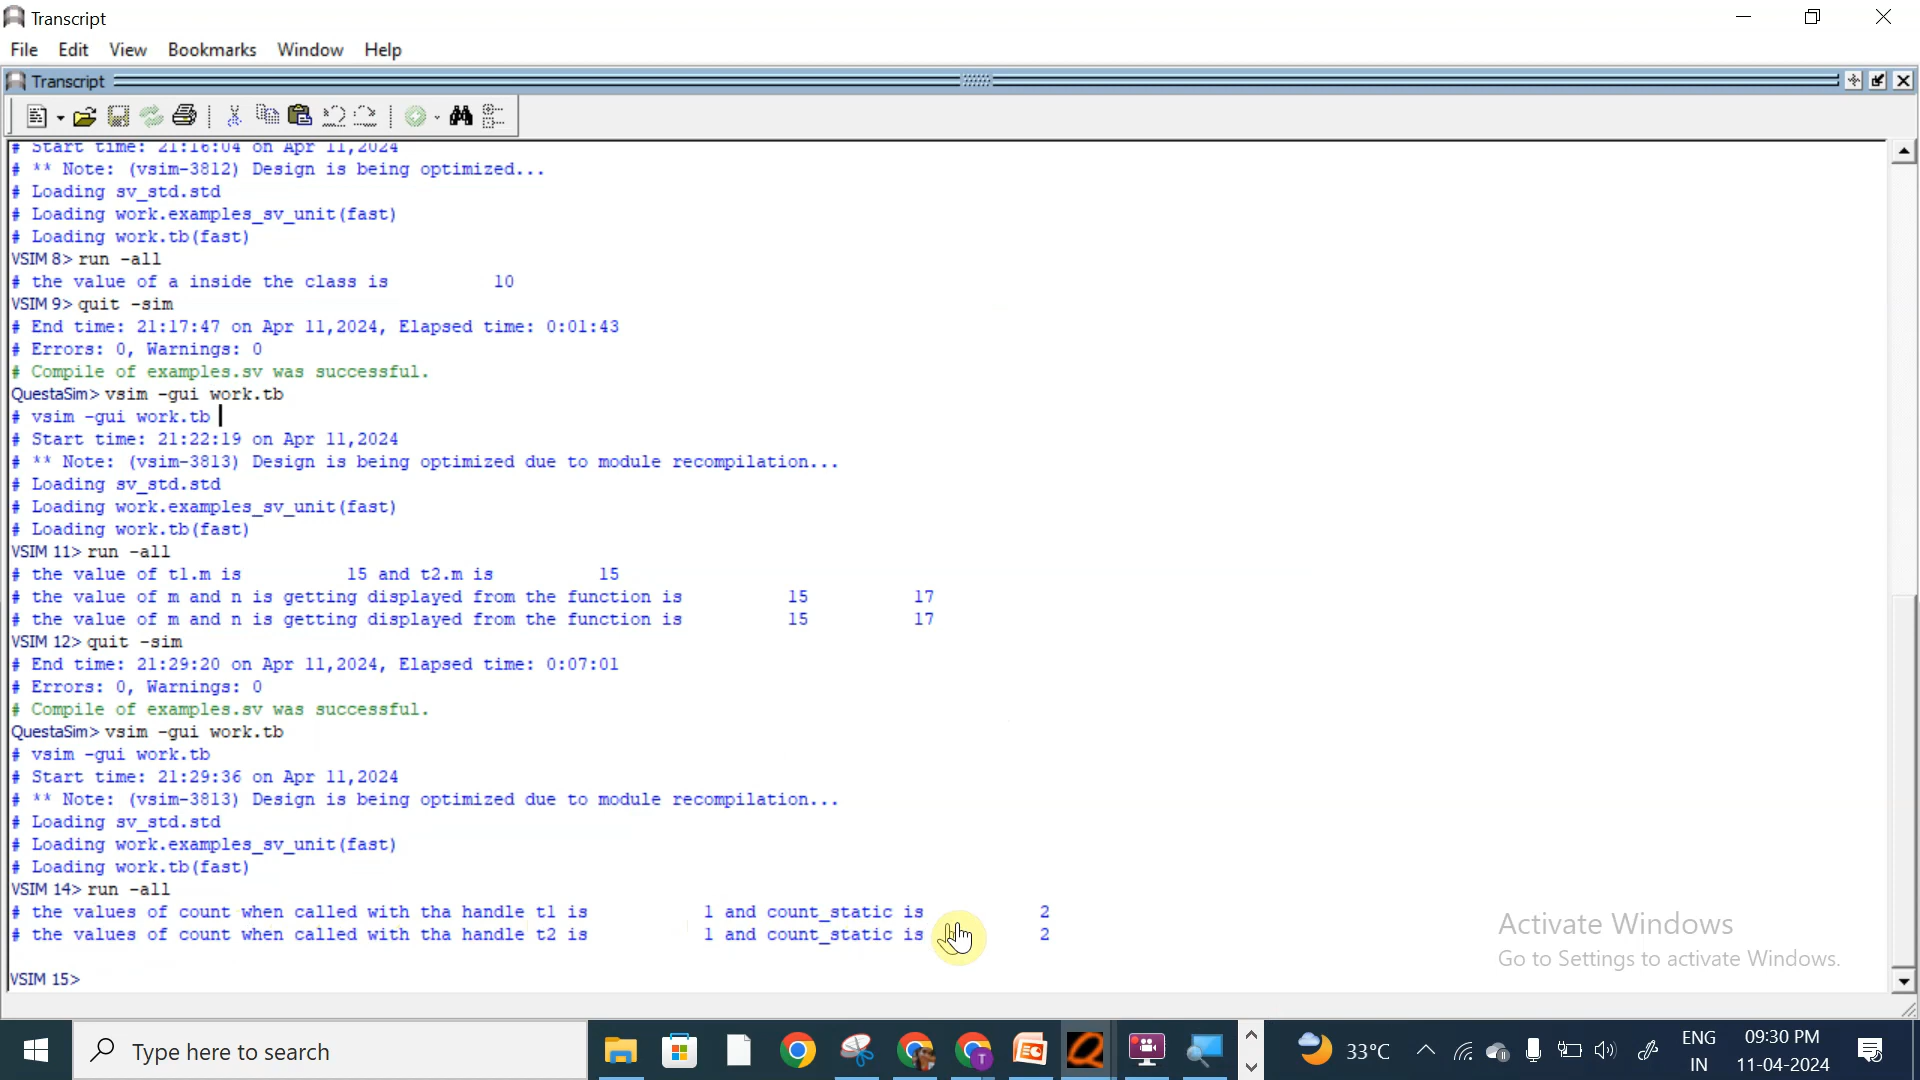 Transcript
File Edit View Bookmarks Window Help
Transcript
# Start time: 21:16:04 on Apr 11,2024
# ** Note: (vsim-3812) Design is being optimized...
# Loading sv_std.std
# Loading work.examples_sv_unit(fast)
# Loading work.tb(fast)
VSIM 8> run -all
# the value of a inside the class is 10
VSIM 9> quit -sim
# End time: 21:17:47 on Apr 11,2024, Elapsed time: 0:01:43
# Errors: 0, Warnings: 0
# Compile of examples.sv was successful.
QuestaSim> vsim -gui work.tb
# vsim -gui work.tb
# Start time: 21:22:19 on Apr 11,2024
# ** Note: (vsim-3813) Design is being optimized due to module recompilation...
# Loading sv_std.std
# Loading work.examples_sv_unit(fast)
# Loading work.tb(fast)
VSIM 11> run -all
# the value of t1.m is 15 and t2.m is 15
# the value of m and n is getting displayed from the function is 15 17
# the value of m and n is getting displayed from the function is 15 17
VSIM 12> quit -sim
# End time: 21:29:20 on Apr 11,2024, Elapsed time: 0:07:01
# Errors: 0, Warnings: 0
# Compile of examples.sv was successful.
QuestaSim> vsim -gui work.tb
# vsim -gui work.tb
# Start time: 21:29:36 on Apr 11,2024
# ** Note: (vsim-3813) Design is being optimized due to module recompilation...
# Loading sv_std.std
# Loading work.examples_sv_unit(fast)
# Loading work.tb(fast)
VSIM 14> run -all
# the values of count when called with tha handle t1 is 1 and count_static is 2
# the values of count when called with tha handle t2 is 1 and count_static is 2
VSIM 15>
Activate Windows
Go to Settings to activate Windows.
Type here to search
33°C
ENG
IN
09:30 PM
11-04-2024